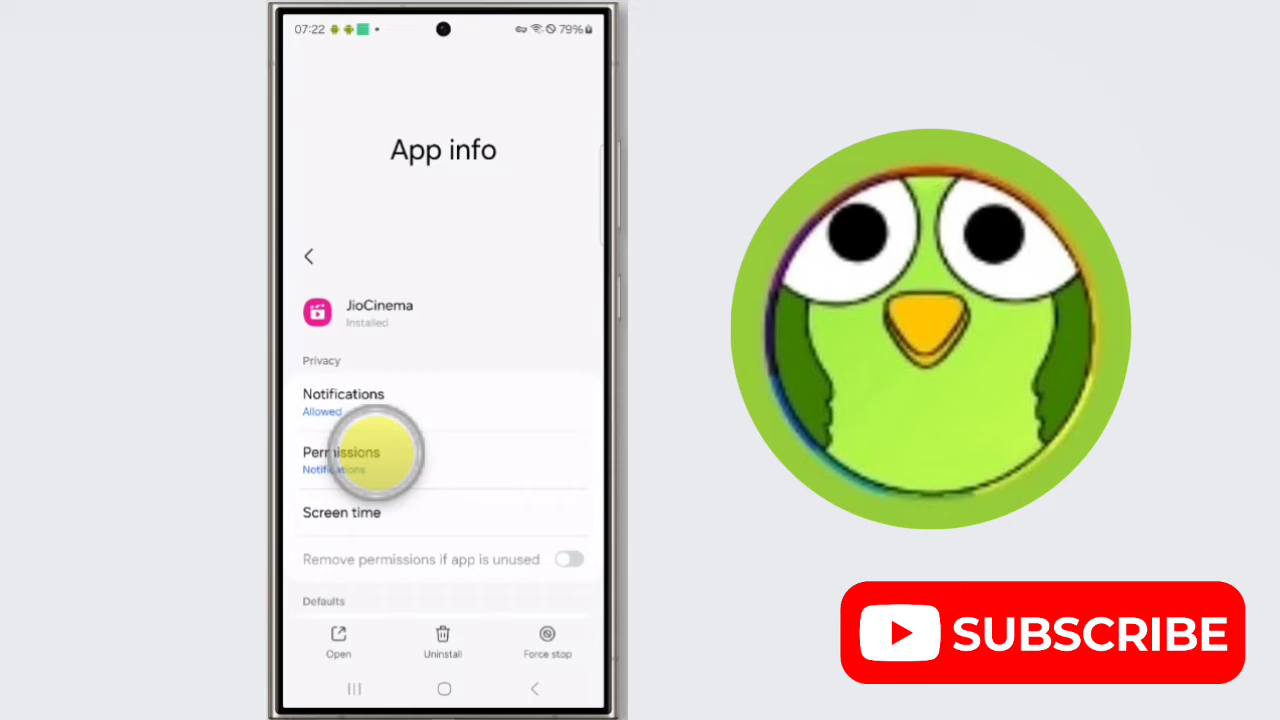 07:22
79%
App info
JioCinema
Installed
Privacy
Notifications
Allowed
Permissions
Notifications
Screen time
Remove permissions if app is unused
Defaults
Open
Uninstall
Force stop
SUBSCRIBE